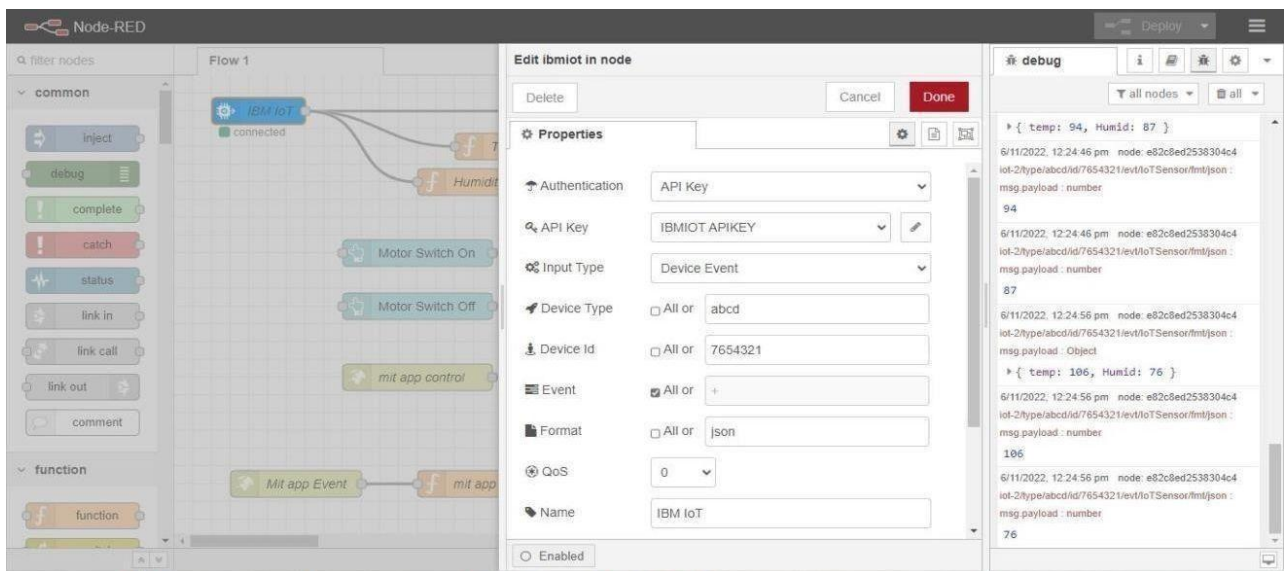 Node-RED
Deploy
filter nodes
common
inject
debug
complete
catch
status
link in
link call
link out
comment
function
function
Flow 1
IBM IoT
connected
Humidit
Motor Switch On
Motor Switch Off
mit app control
Mit app Event
mit app
Edit ibmiot in node
Delete
Cancel
Done
Properties
Authentication
API Key
API Key
IBMIOT APIKEY
Input Type
Device Event
Device Type
All or
abcd
Device Id
All or
7654321
Event
All or
+
Format
All or
json
QoS
0
Name
IBM IoT
Enabled
debug
i
all nodes
all
{ temp: 94, Humid: 87 }
6/11/2022, 12:24:46 pm node: e82c8ed2538304c4
iot-2/type/abcd/id/7654321/evt/IoTSensor/fmt/json :
msg.payload : number
94
6/11/2022, 12:24:46 pm node: e82c8ed2538304c4
iot-2/type/abcd/id/7654321/evt/IoTSensor/fmt/json :
msg.payload : number
87
6/11/2022, 12:24:56 pm node: e82c8ed2538304c4
iot-2/type/abcd/id/7654321/evt/IoTSensor/fmt/json :
msg.payload : Object
{ temp: 106, Humid: 76 }
6/11/2022, 12:24:56 pm node: e82c8ed2538304c4
iot-2/type/abcd/id/7654321/evt/IoTSensor/fmt/json :
msg.payload : number
106
6/11/2022, 12:24:56 pm node: e82c8ed2538304c4
iot-2/type/abcd/id/7654321/evt/IoTSensor/fmt/json :
msg.payload : number
76